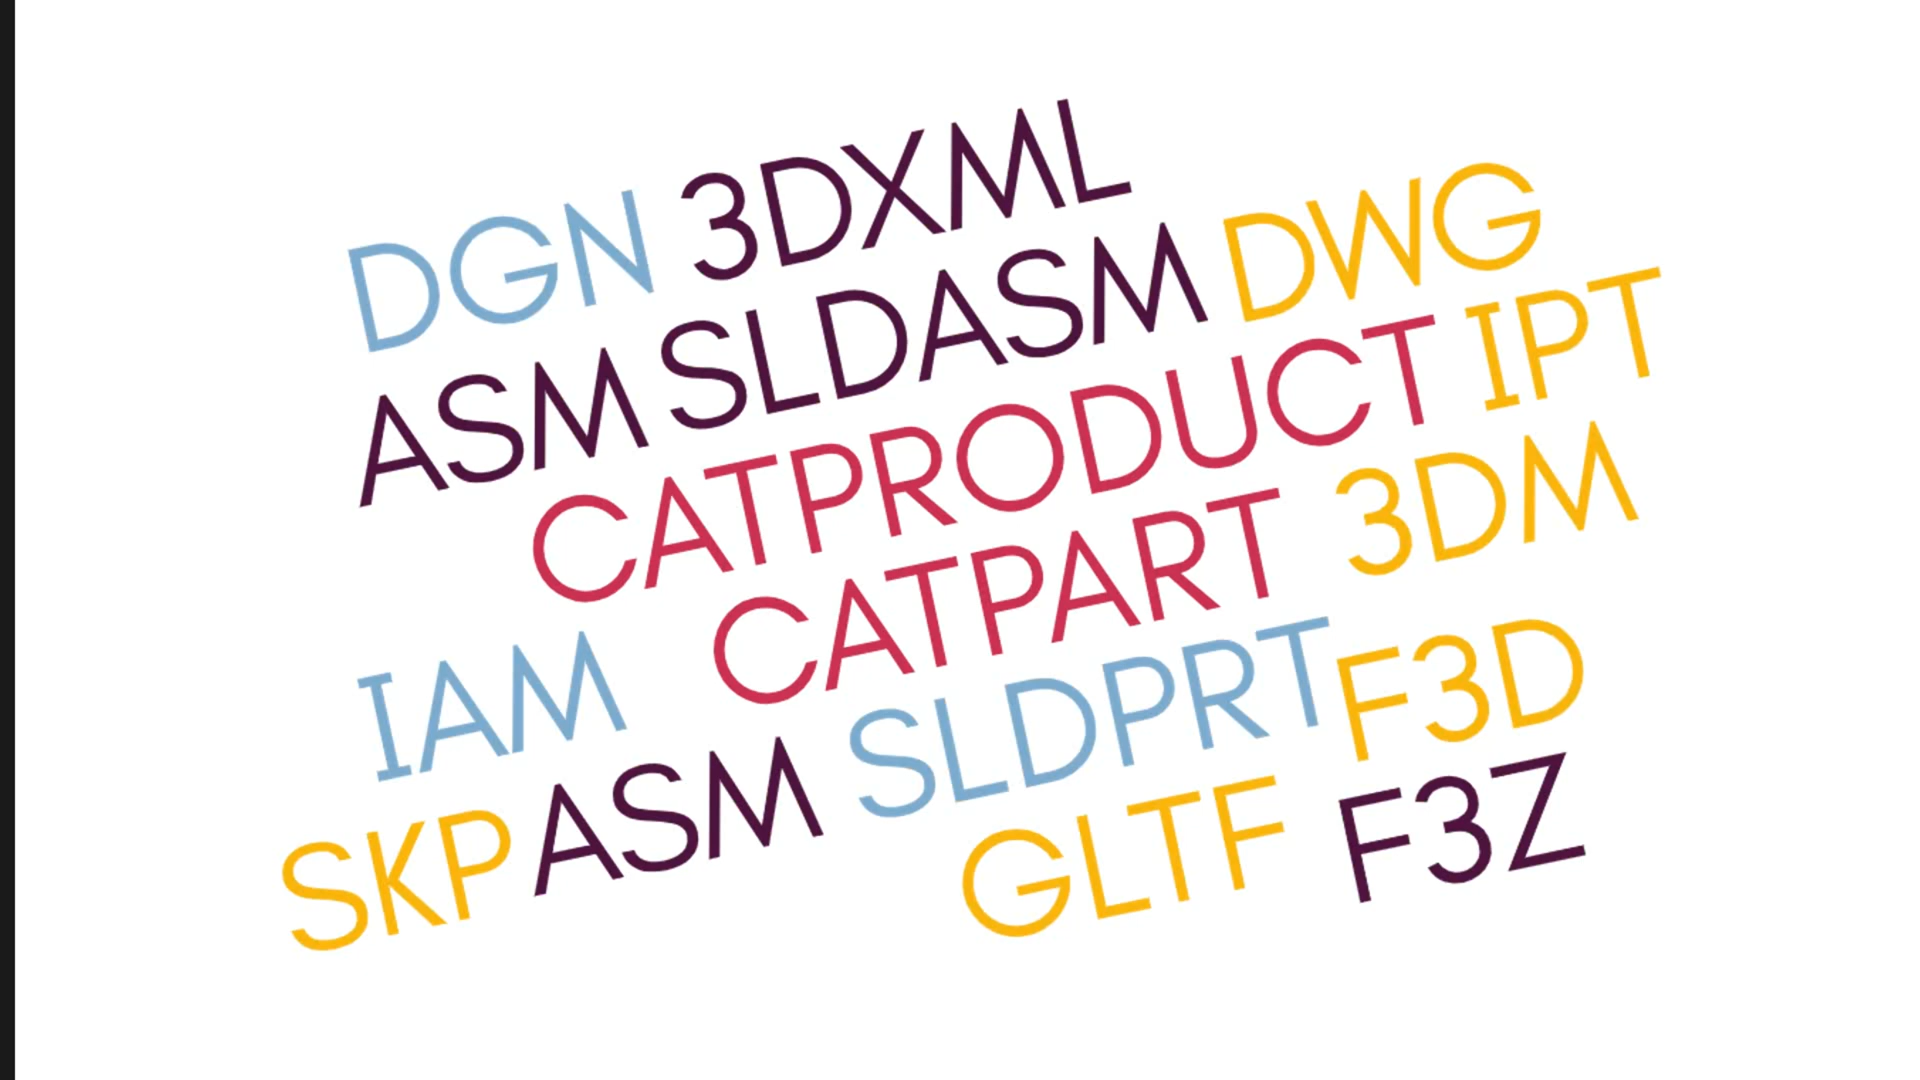 DGN 3DXML
ASM SLDASM DWG
CATPRODUCT IPT
CATPART 3DM
IAM
SLDPRT F3D
SKP ASM
GLTF F3Z